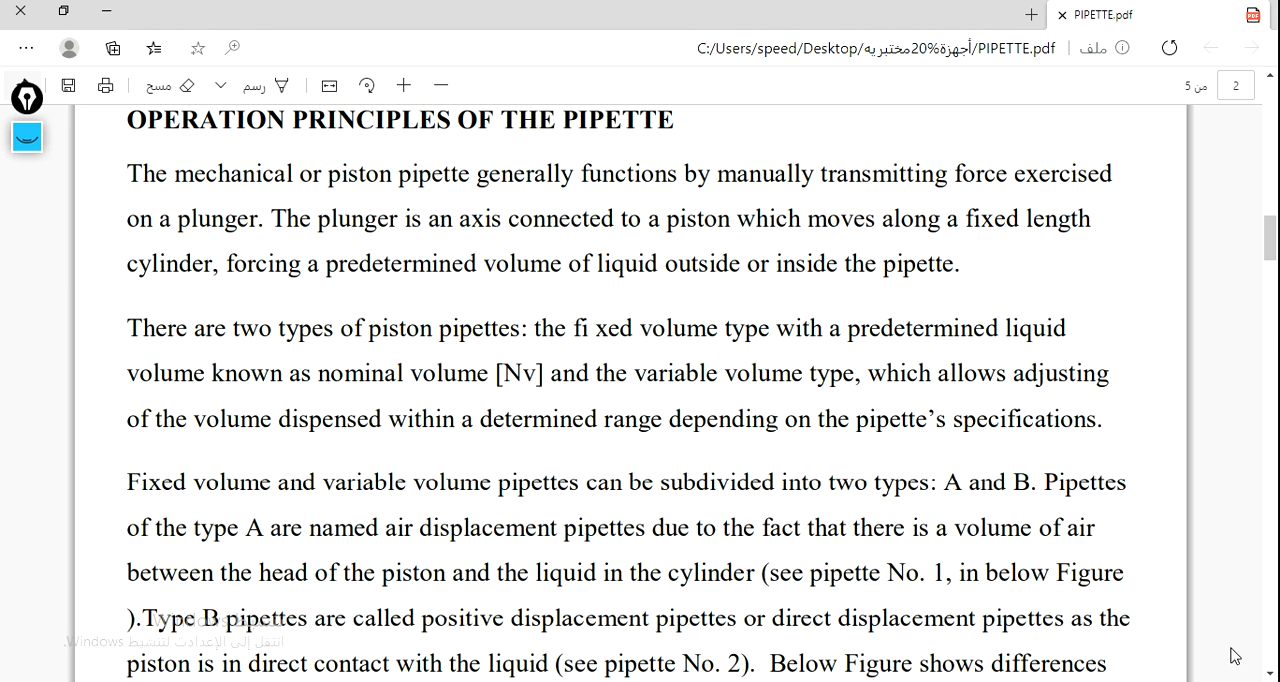 PIPETTE.pdf
C:/Users/speed/Desktop/أجهزة%20مختبريه/PIPETTE.pdf
ملف
مسح
رسم
2
من 5
OPERATION PRINCIPLES OF THE PIPETTE
The mechanical or piston pipette generally functions by manually transmitting force exercised
on a plunger. The plunger is an axis connected to a piston which moves along a fixed length
cylinder, forcing a predetermined volume of liquid outside or inside the pipette.
There are two types of piston pipettes: the fi xed volume type with a predetermined liquid
volume known as nominal volume [Nv] and the variable volume type, which allows adjusting
of the volume dispensed within a determined range depending on the pipette’s specifications.
Fixed volume and variable volume pipettes can be subdivided into two types: A and B. Pipettes
of the type A are named air displacement pipettes due to the fact that there is a volume of air
between the head of the piston and the liquid in the cylinder (see pipette No. 1, in below Figure
).Type B pipettes are called positive displacement pipettes or direct displacement pipettes as the
تنشيط Windows
انتقل إلى الإعدادات لتنشيط Windows.
piston is in direct contact with the liquid (see pipette No. 2). Below Figure shows differences